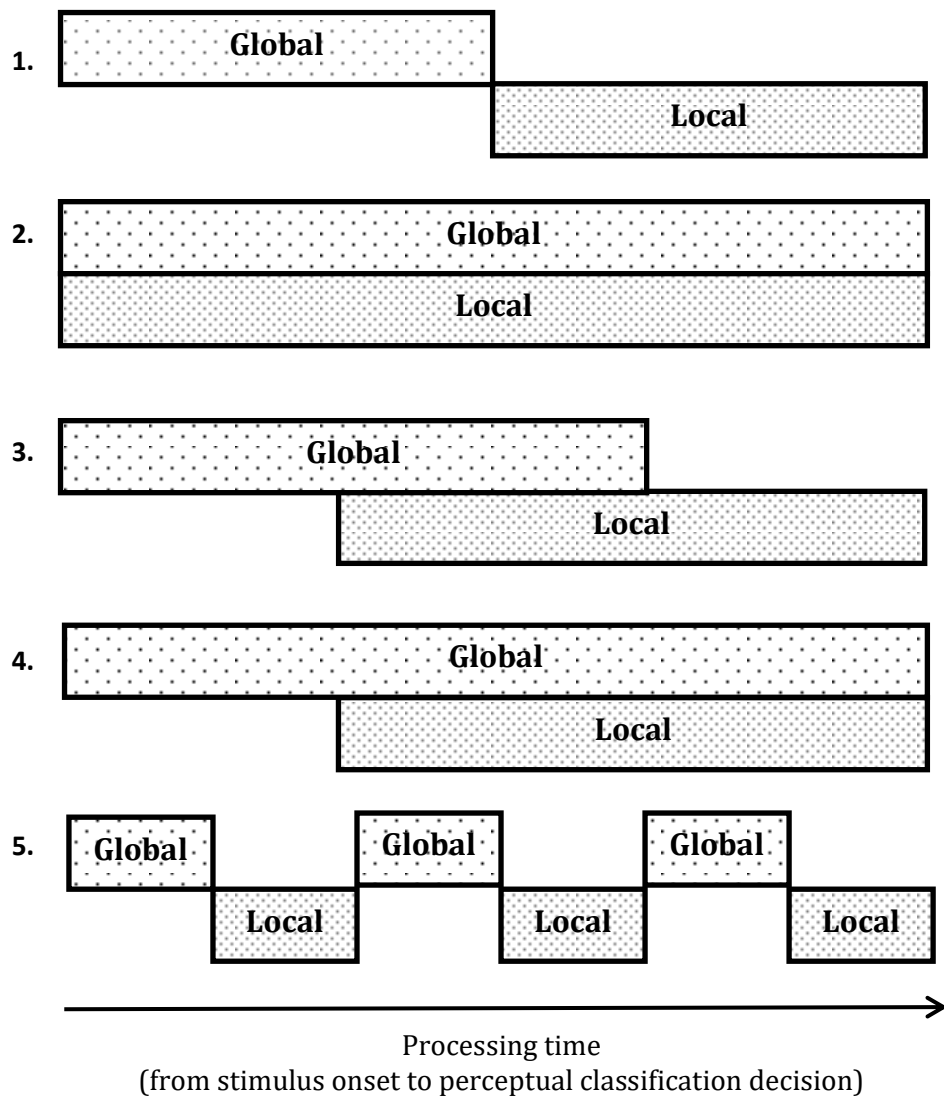 1.
Global
Local
2.
Global
Local
3.
Global
Local
4.
Global
Local
5.
Global Global Global
Local Local Local
Processing time
(from stimulus onset to perceptual classification decision)